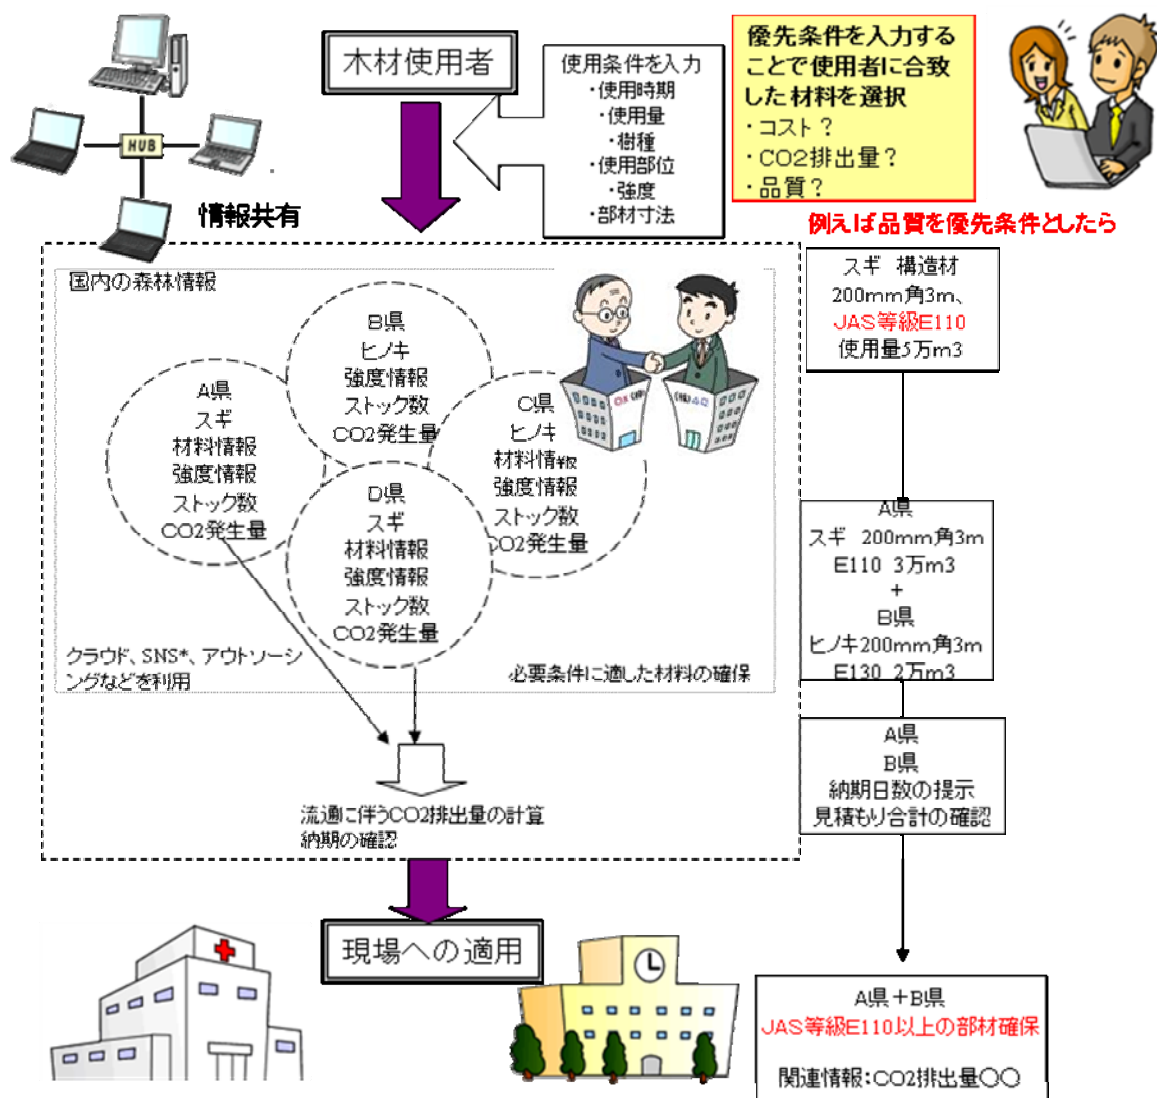 木材使用者
使用条件を入力
・使用時期
・使用量
・樹種
・使用部位
・強度
・部材寸法
優先条件を入力する
ことで使用者に合致
した材料を選択
・コスト?
・CO2排出量?
・品質?
HUB
情報共有
例えば品質を優先条件としたら
国内の森林情報
B県
ヒノキ
強度情報
ストック数
CO2発生量
A県
スギ
材料情報
強度情報
ストック数
CO2発生量
C県
ヒノキ
材料情報
強度情報
ストック数
CO2発生量
D県
スギ
材料情報
強度情報
ストック数
CO2発生量
クラウド、SNS*、アウトソーシ
ングなどを利用
必要条件に適した材料の確保
流通に伴うCO2排出量の計算
納期の確認
現場への適用
スギ 構造材
200mm角3m、
JAS等級E110
使用量5万m3
A県
スギ 200mm角3m
E110 3万m3
+
B県
ヒノキ200mm角3m
E130 2万m3
A県
B県
納期日数の提示
見積もり合計の確認
A県+B県
JAS等級E110以上の部材確保
関連情報:CO2排出量〇〇